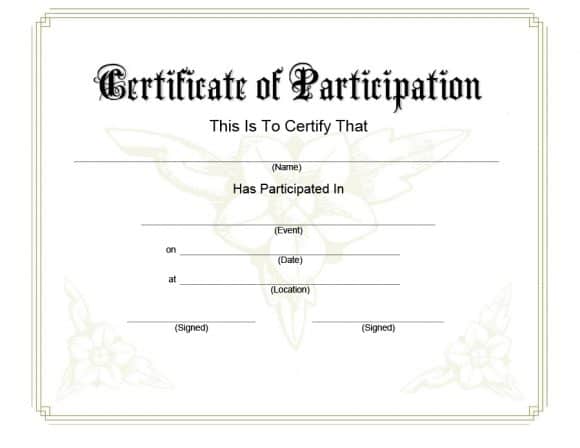 Certificate of Participation
This Is To Certify That
(Name)
Has Participated In
(Event)
on
(Date)
at
(Location)
(Signed) (Signed)